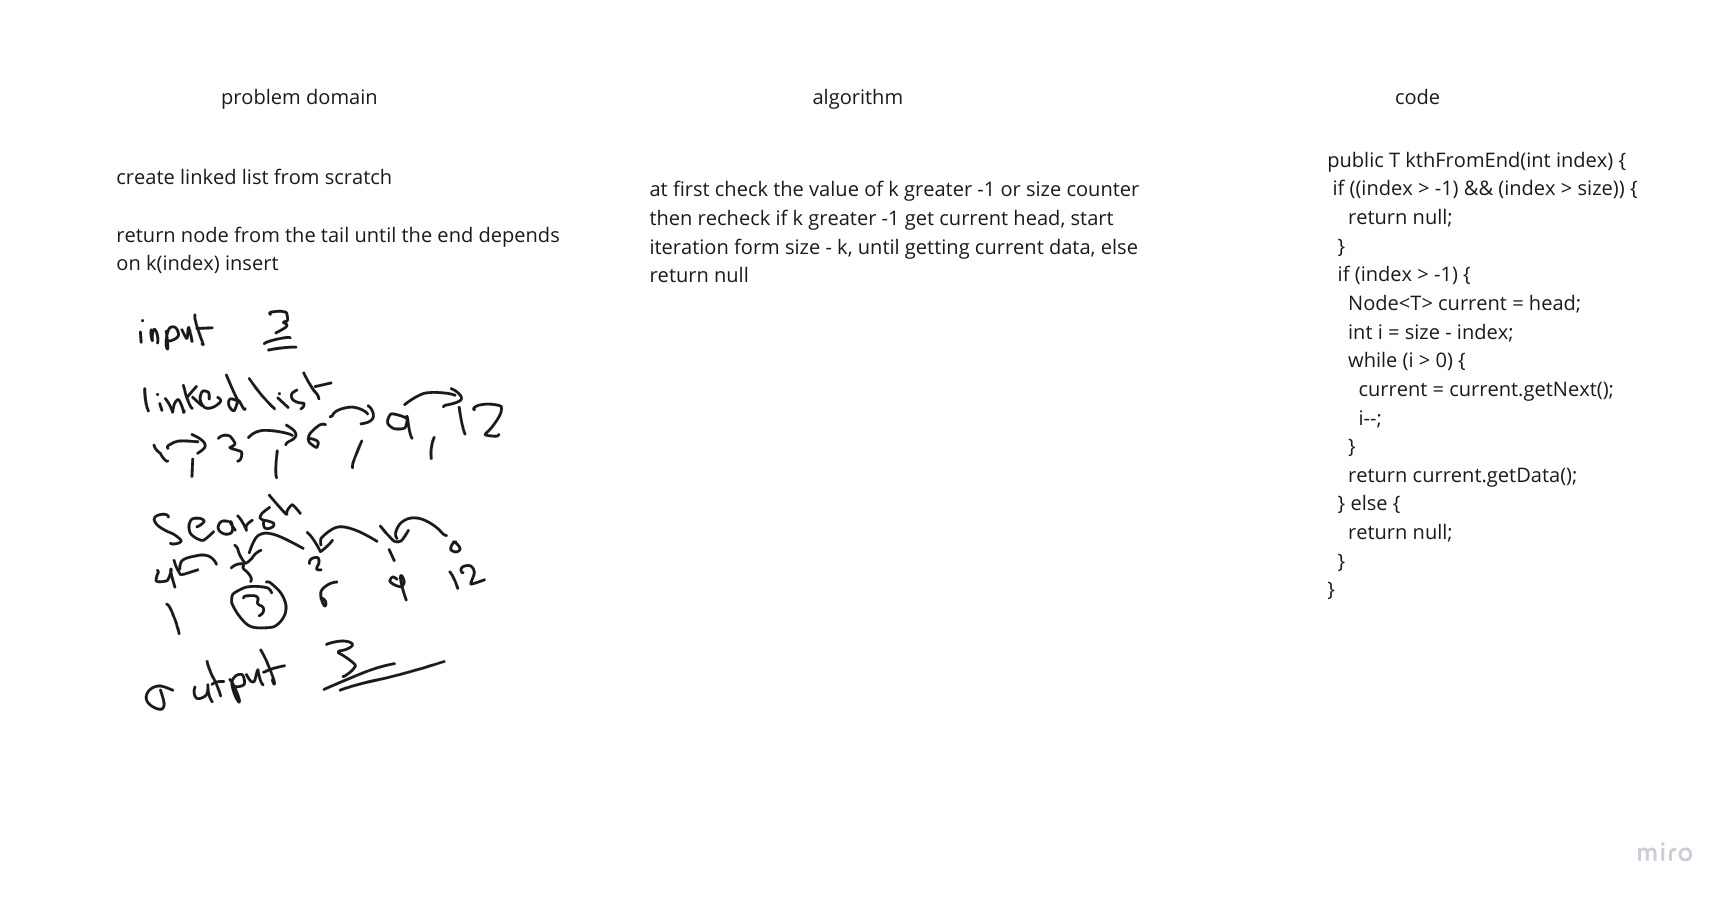 problem domain
algorithm
code
create linked list from scratch
return node from the tail until the end depends
on k(index) insert
input 3
linked list
1, 3, 6, 9, 12
Search
4 3 2 1 0
1 3 6 9 12
output 3
at first check the value of k greater -1 or size counter
then recheck if k greater -1 get current head, start
iteration form size - k, until getting current data, else
return null
public T kthFromEnd(int index) {
if ((index > -1) && (index > size)) {
return null;
}
if (index > -1) {
Node<T> current = head;
int i = size - index;
while (i > 0) {
current = current.getNext();
i--;
}
return current.getData();
} else {
return null;
}
}
miro